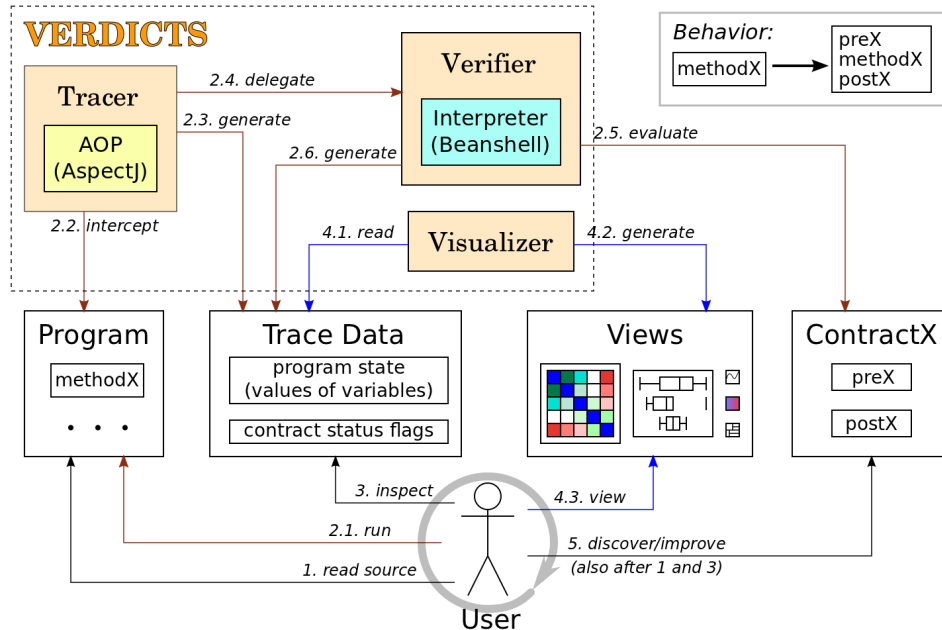 VERDICTS
Behavior:
methodX
preX
methodX
postX
Tracer
AOP
(AspectJ)
2.4. delegate
2.3. generate
2.6. generate
Verifier
Interpreter
(Beanshell)
2.5. evaluate
2.2. intercept
4.1. read
Visualizer
4.2. generate
Program
methodX
. . .
Trace Data
program state
(values of variables)
contract status flags
Views
ContractX
preX
postX
3. inspect
4.3. view
2.1. run
5. discover/improve
(also after 1 and 3)
1. read source
User